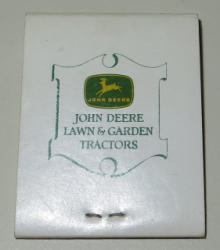 JOHN DEERE
JOHN DEERE
LAWN & GARDEN
TRACTORS